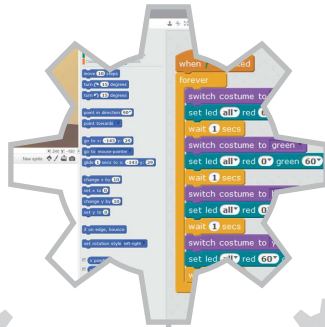 move 10 steps
turn 15 degrees
turn 15 degrees
point in direction 90
point towards
go to x: -143 y: 24
go to mouse-pointer
glide 1 secs to x: -143 y: 24
change x by 10
set x to 0
change y by 10
set y to 0
if on edge, bounce
set rotation style left-right
New sprite:
when
forever
switch costume to
set led all red
wait 1 secs
switch costume to green
set led all red 0 green 60
wait 1 secs
switch costume to
set led all red 0
wait 1 secs
switch costume to
set led all red 60